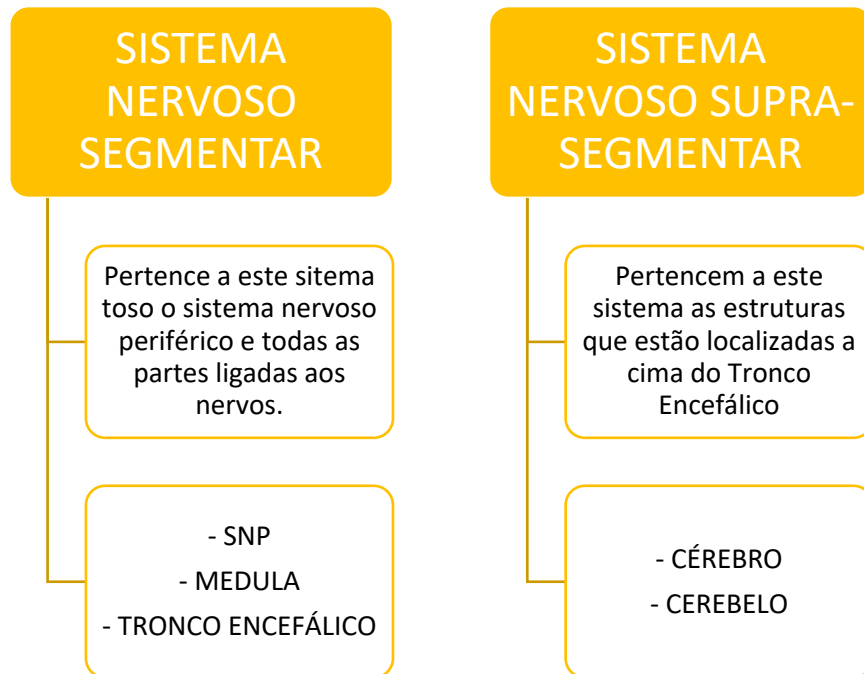 SISTEMA
NERVOSO
SEGMENTAR
Pertence a este sitema
toso o sistema nervoso
periférico e todas as
partes ligadas aos
nervos.
- SNP
- MEDULA
- TRONCO ENCEFÁLICO
SISTEMA
NERVOSO SUPRA-
SEGMENTAR
Pertencem a este
sistema as estruturas
que estão localizadas a
cima do Tronco
Encefálico
- CÉREBRO
- CEREBELO